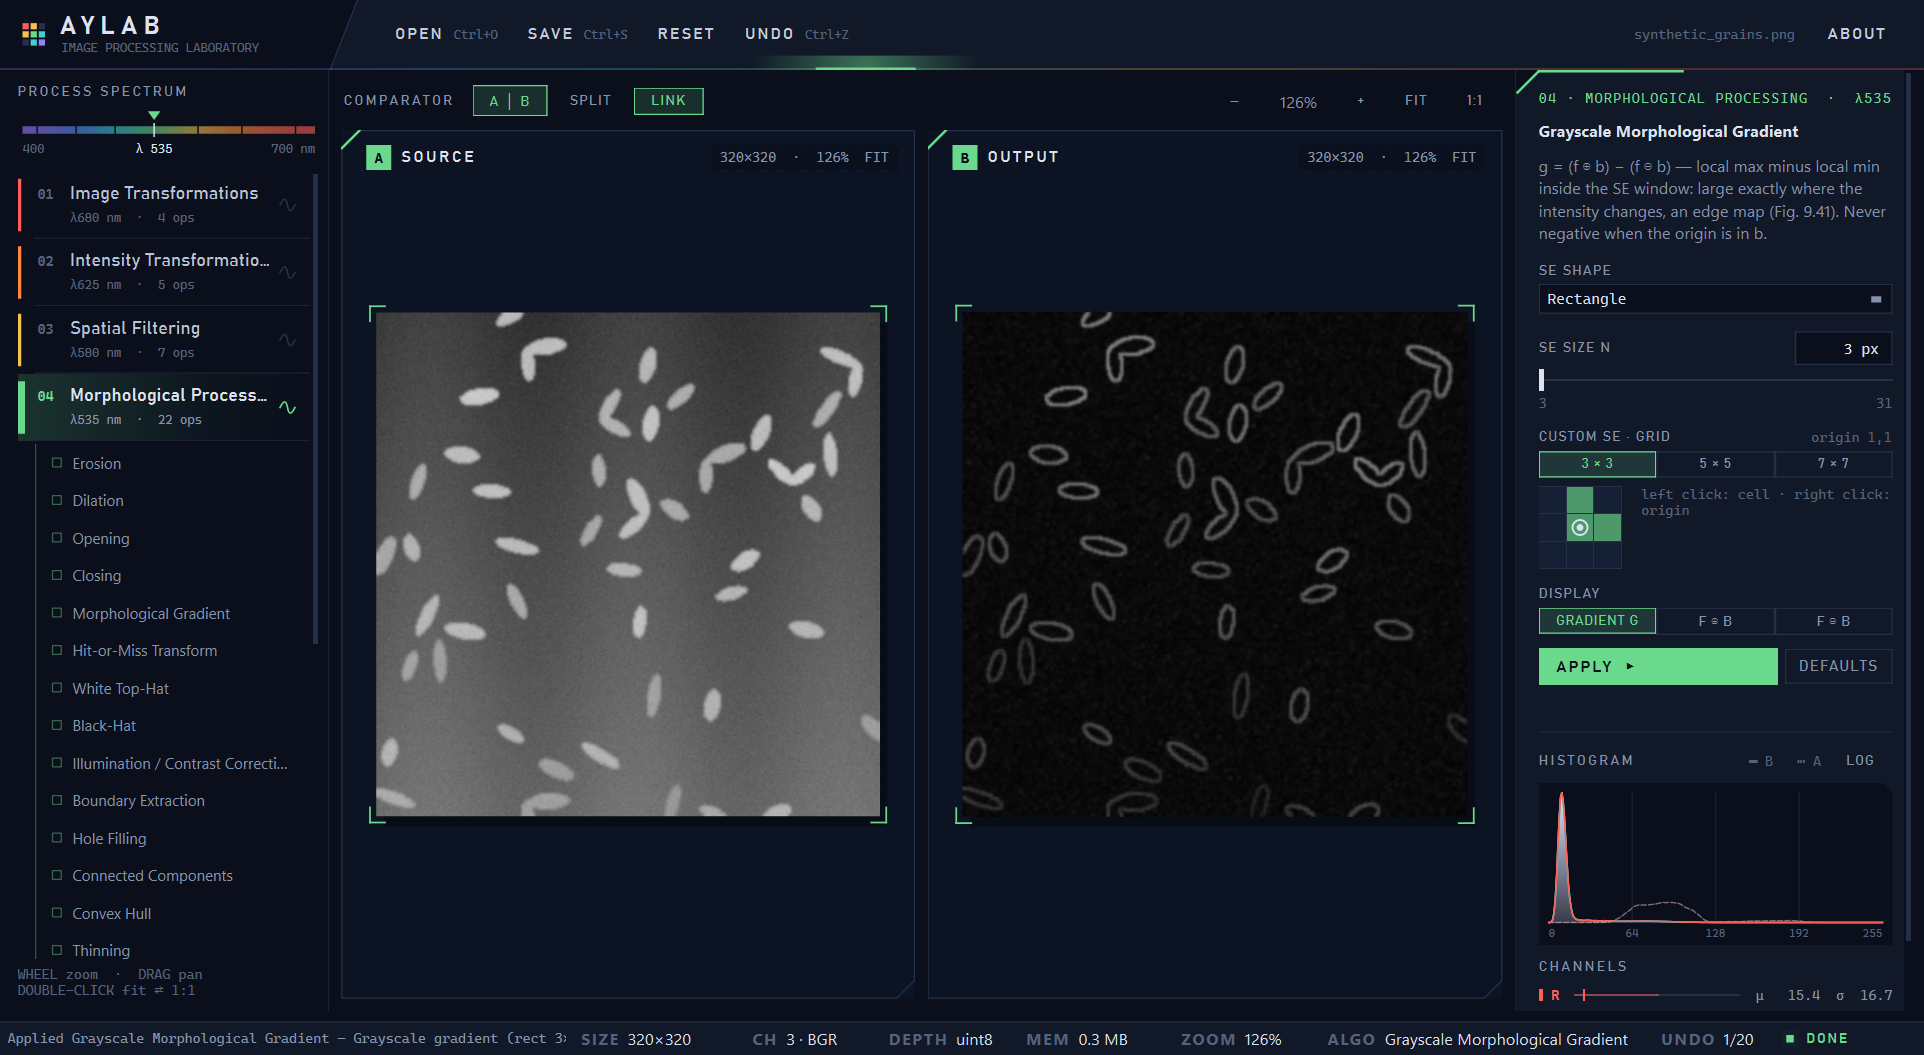 AYLAB
IMAGE PROCESSING LABORATORY
OPEN Ctrl+O SAVE Ctrl+S RESET UNDO Ctrl+Z
synthetic_grains.png ABOUT
PROCESS SPECTRUM
400 λ 535 700 nm
01 Image Transformations
λ680 nm · 4 ops
02 Intensity Transformatio…
λ625 nm · 5 ops
03 Spatial Filtering
λ580 nm · 7 ops
04 Morphological Process…
λ535 nm · 22 ops
Erosion
Dilation
Opening
Closing
Morphological Gradient
Hit-or-Miss Transform
White Top-Hat
Black-Hat
Illumination / Contrast Correcti…
Boundary Extraction
Hole Filling
Connected Components
Convex Hull
Thinning
WHEEL zoom · DRAG pan
DOUBLE-CLICK fit ⇄ 1:1
COMPARATOR A | B SPLIT LINK
− 126% + FIT 1:1
A SOURCE 320×320 · 126% FIT
B OUTPUT 320×320 · 126% FIT
04 · MORPHOLOGICAL PROCESSING · λ535
Grayscale Morphological Gradient
g = (f ⊕ b) − (f ⊖ b) — local max minus local min
inside the SE window: large exactly where the
intensity changes, an edge map (Fig. 9.41). Never
negative when the origin is in b.
SE SHAPE
Rectangle
SE SIZE N 3 px
3 31
CUSTOM SE · GRID origin 1,1
3 × 3 5 × 5 7 × 7
left click: cell · right click:
origin
DISPLAY
GRADIENT G F ⊕ B F ⊖ B
APPLY ▸ DEFAULTS
HISTOGRAM B A LOG
0 64 128 192 255
CHANNELS
R μ 15.4 σ 16.7
Applied Grayscale Morphological Gradient — Grayscale gradient (rect 3 SIZE 320×320 CH 3 · BGR DEPTH uint8 MEM 0.3 MB ZOOM 126% ALGO Grayscale Morphological Gradient UNDO 1/20 DONE